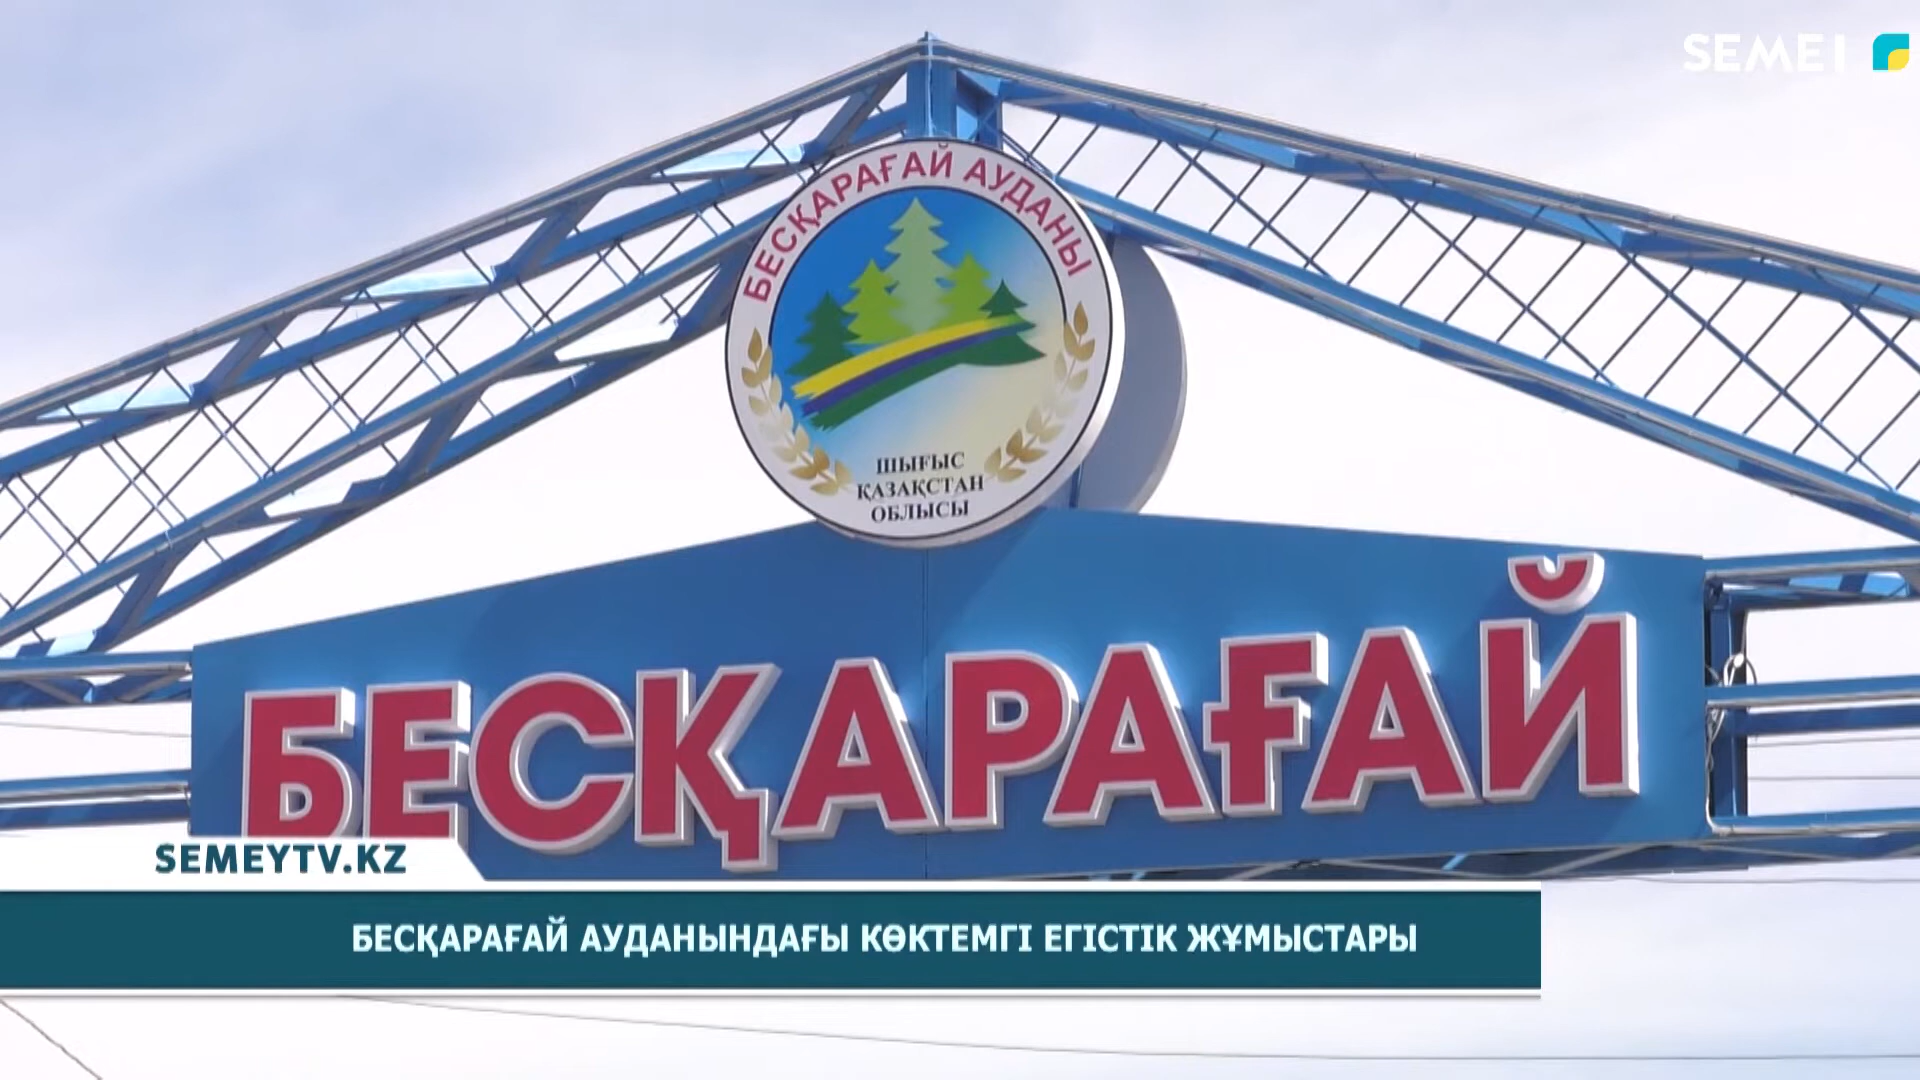 SEMEI
БЕСҚАРАҒАЙ АУДАНЫ
ШЫҒЫС
ҚАЗАҚСТАН
ОБЛЫСЫ
БЕСҚАРАҒАЙ
SEMEYTV.KZ
БЕСҚАРАҒАЙ АУДАНЫНДАҒЫ КӨКТЕМГІ ЕГІСТІК ЖҰМЫСТАРЫ